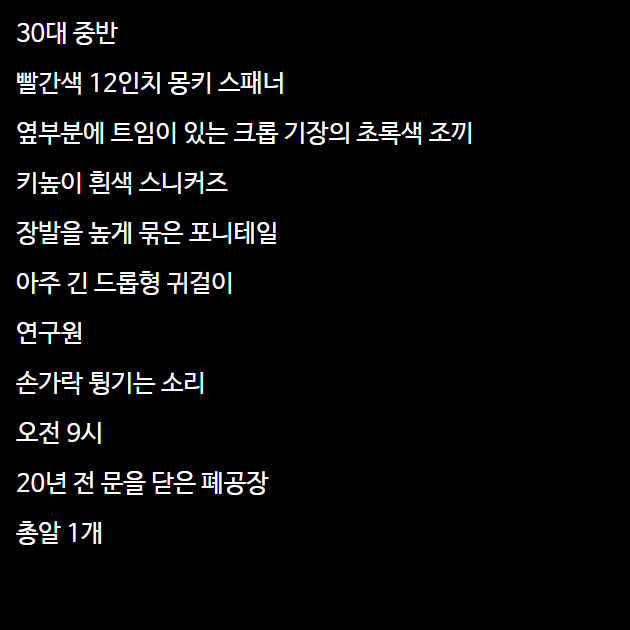 30대 중반
빨간색 12인치 몽키 스패너
옆부분에 트임이 있는 크롭 기장의 초록색 조끼
키높이 흰색 스니커즈
장발을 높게 묶은 포니테일
아주 긴 드롭형 귀걸이
연구원
손가락 튕기는 소리
오전 9시
20년 전 문을 닫은 폐공장
총알 1개